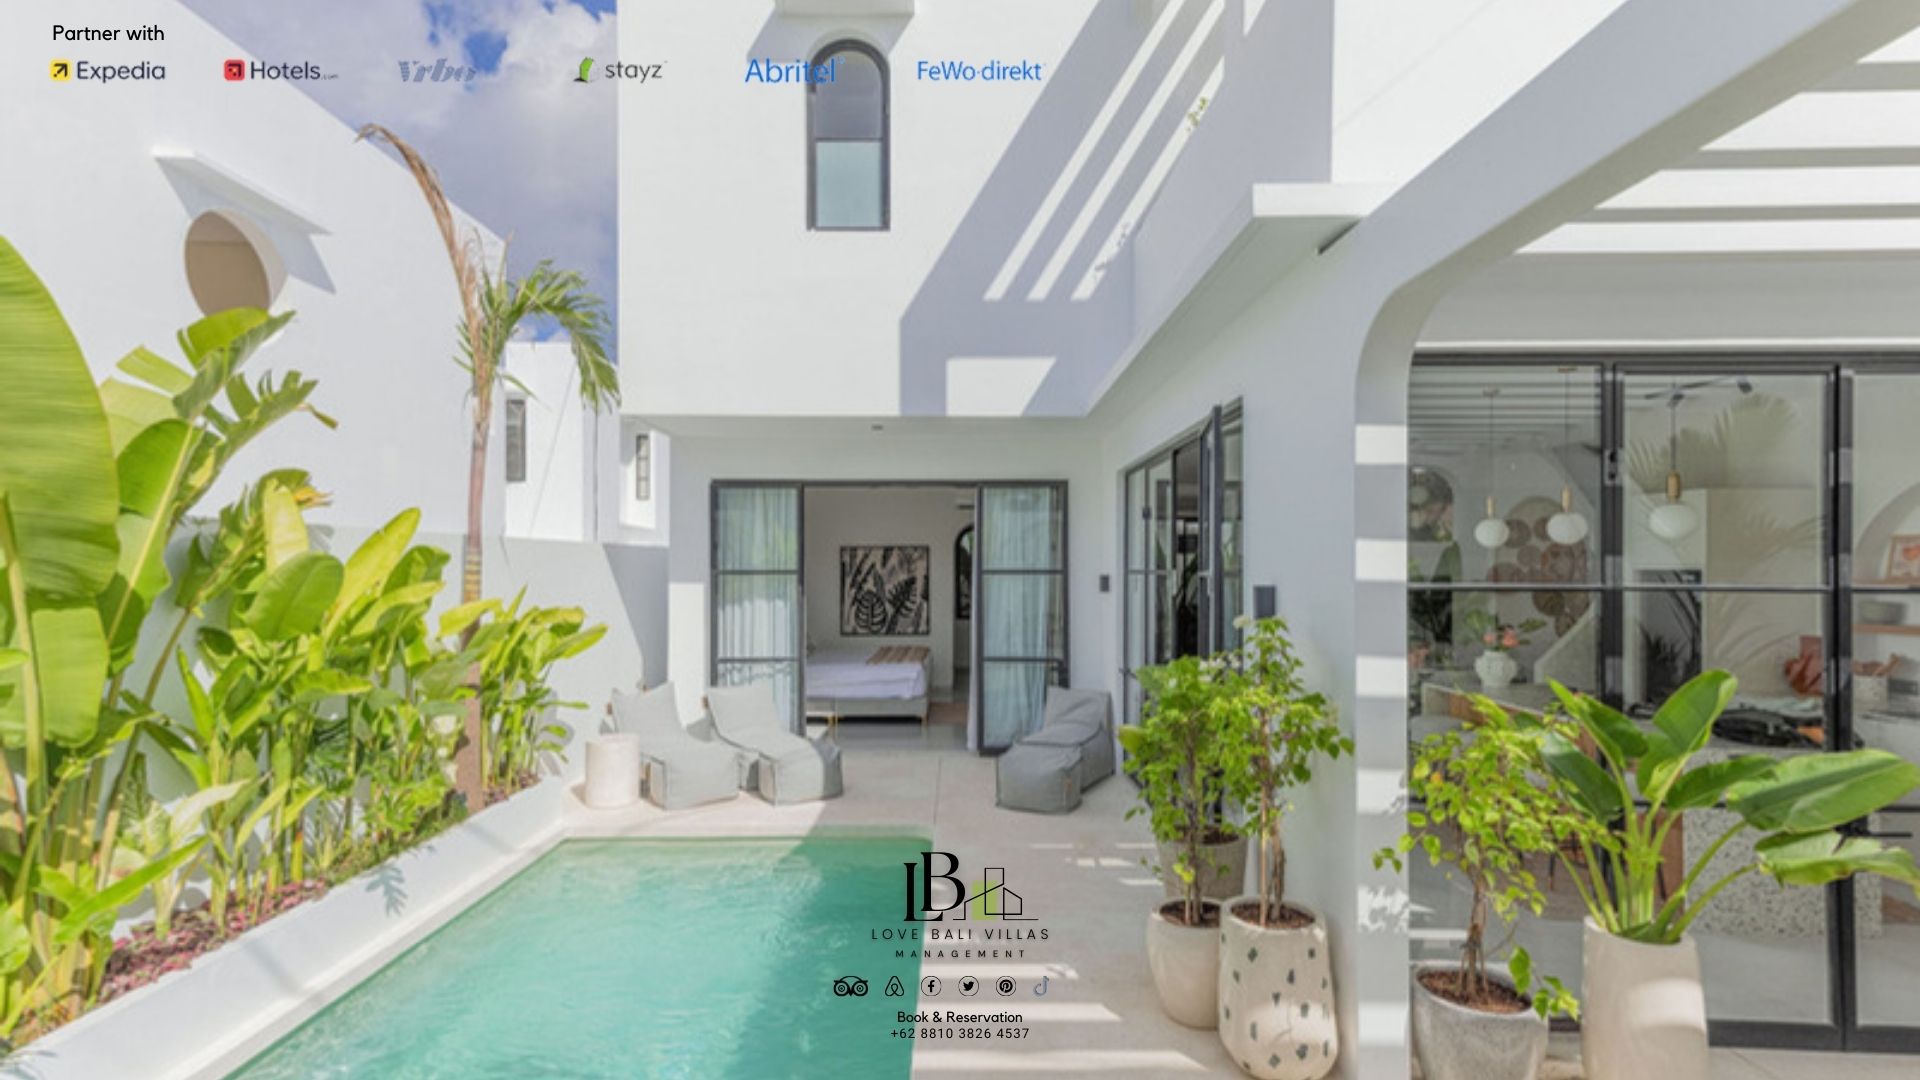 Partner with
Expedia Hotels.com Vrbo stayz Abritel FeWo-direkt
LB
LOVE BALI VILLAS
MANAGEMENT
Book & Reservation
+62 8810 3826 4537